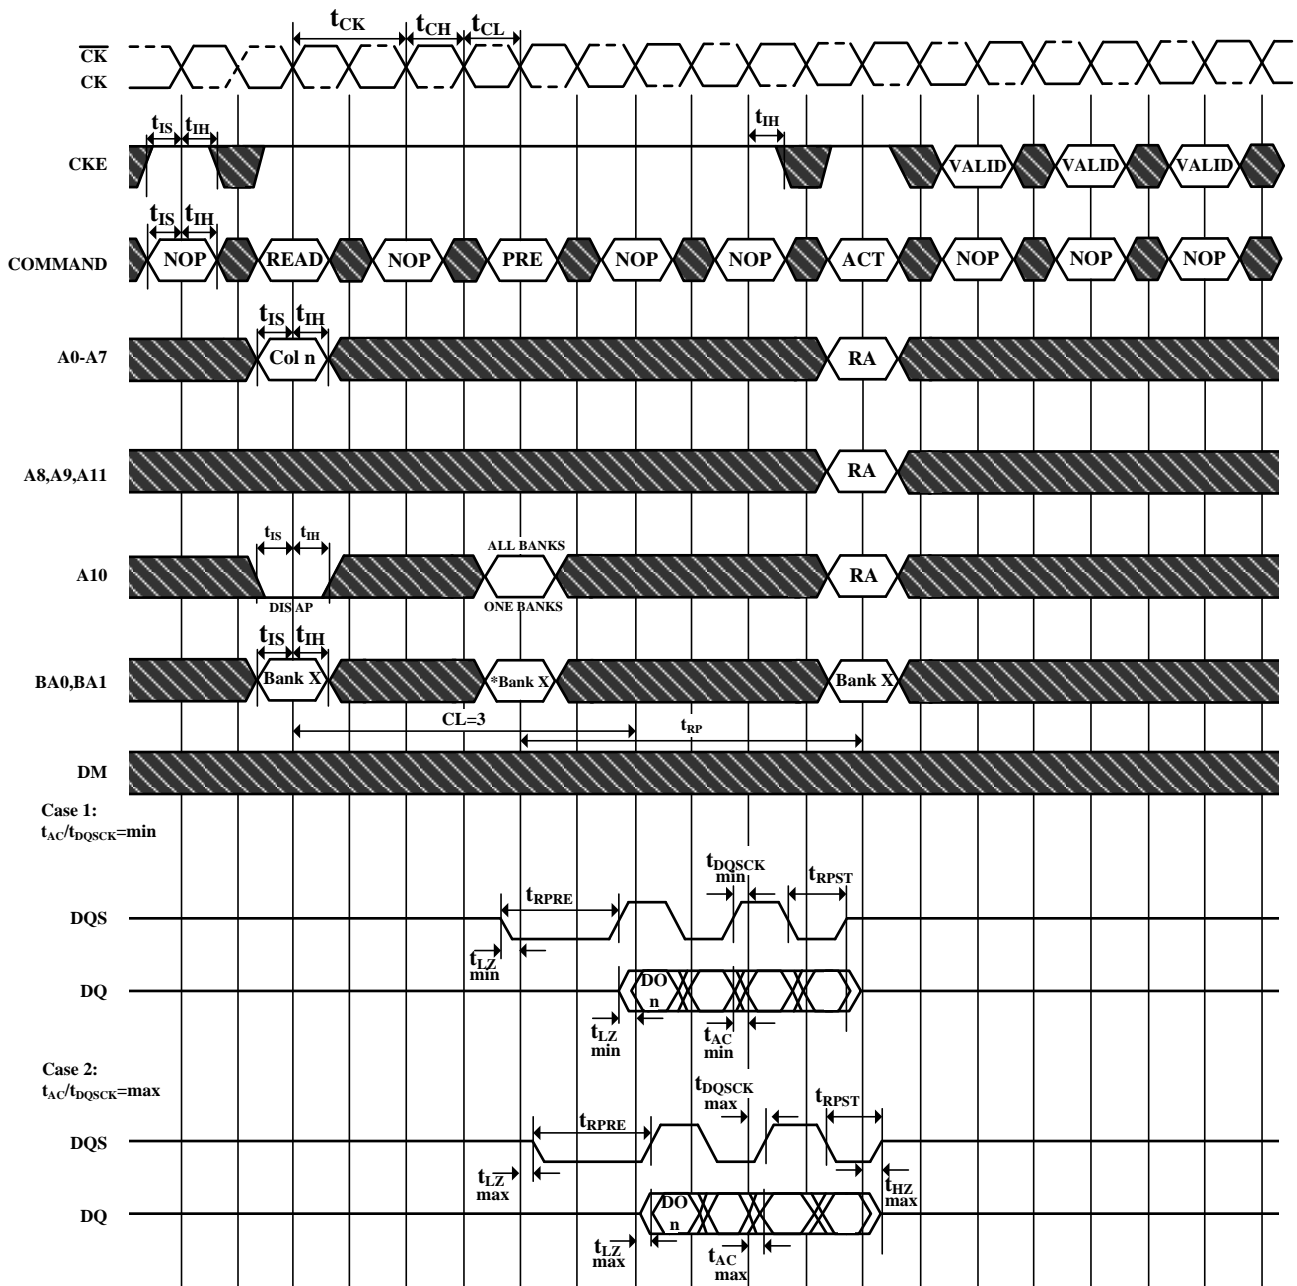 tCK tCH tCL
CK
CK
tIS tIH tIH
CKE VALID VALID VALID
tIS tIH
COMMAND NOP READ NOP PRE NOP NOP ACT NOP NOP NOP
tIS tIH
A0-A7 Col n RA
A8,A9,A11 RA
tIS tIH ALL BANKS
A10 RA
DIS AP ONE BANKS
tIS tIH
BA0,BA1 Bank X *Bank X Bank X
CL=3 tRP
DM
Case 1:
tAC/tDQSCK=min
tDQSCK min tRPST
tRPRE
DQS
tLZ min
DQ DO n
tLZ min tAC min
Case 2:
tAC/tDQSCK=max
tDQSCK max tRPST
tRPRE
DQS
tLZ max tHZ max
DQ DO n
tLZ max tAC max